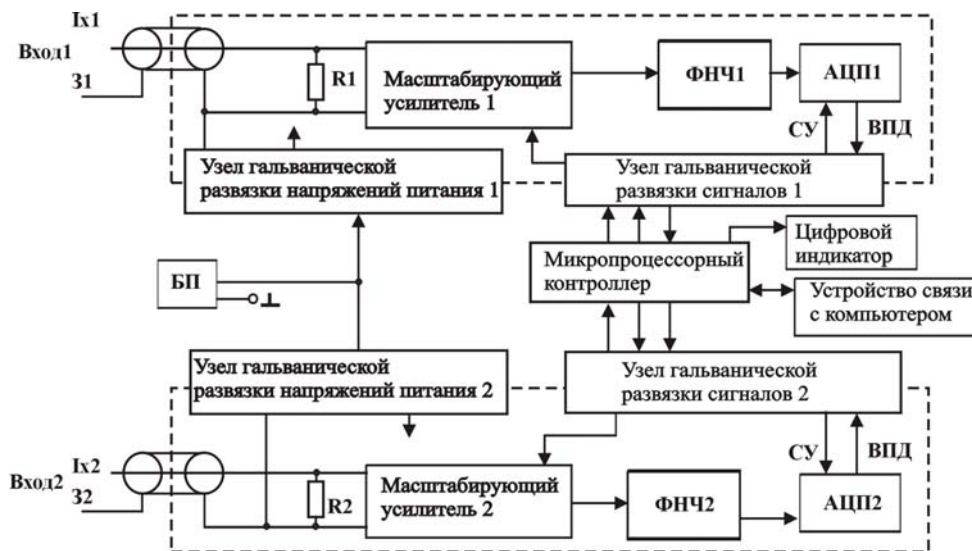 Ix1
Вход1
З1
R1
Масштабирующий
усилитель 1
ФНЧ1
АЦП1
СУ
ВПД
Узел гальванической
развязки напряжений питания 1
Узел гальванической
развязки сигналов 1
Цифровой
индикатор
Микропроцессорный
контроллер
БП
Устройство связи
с компьютером
Узел гальванической
развязки напряжений питания 2
Узел гальванической
развязки сигналов 2
Ix2
Вход2
З2
R2
Масштабирующий
усилитель 2
ФНЧ2
СУ
ВПД
АЦП2